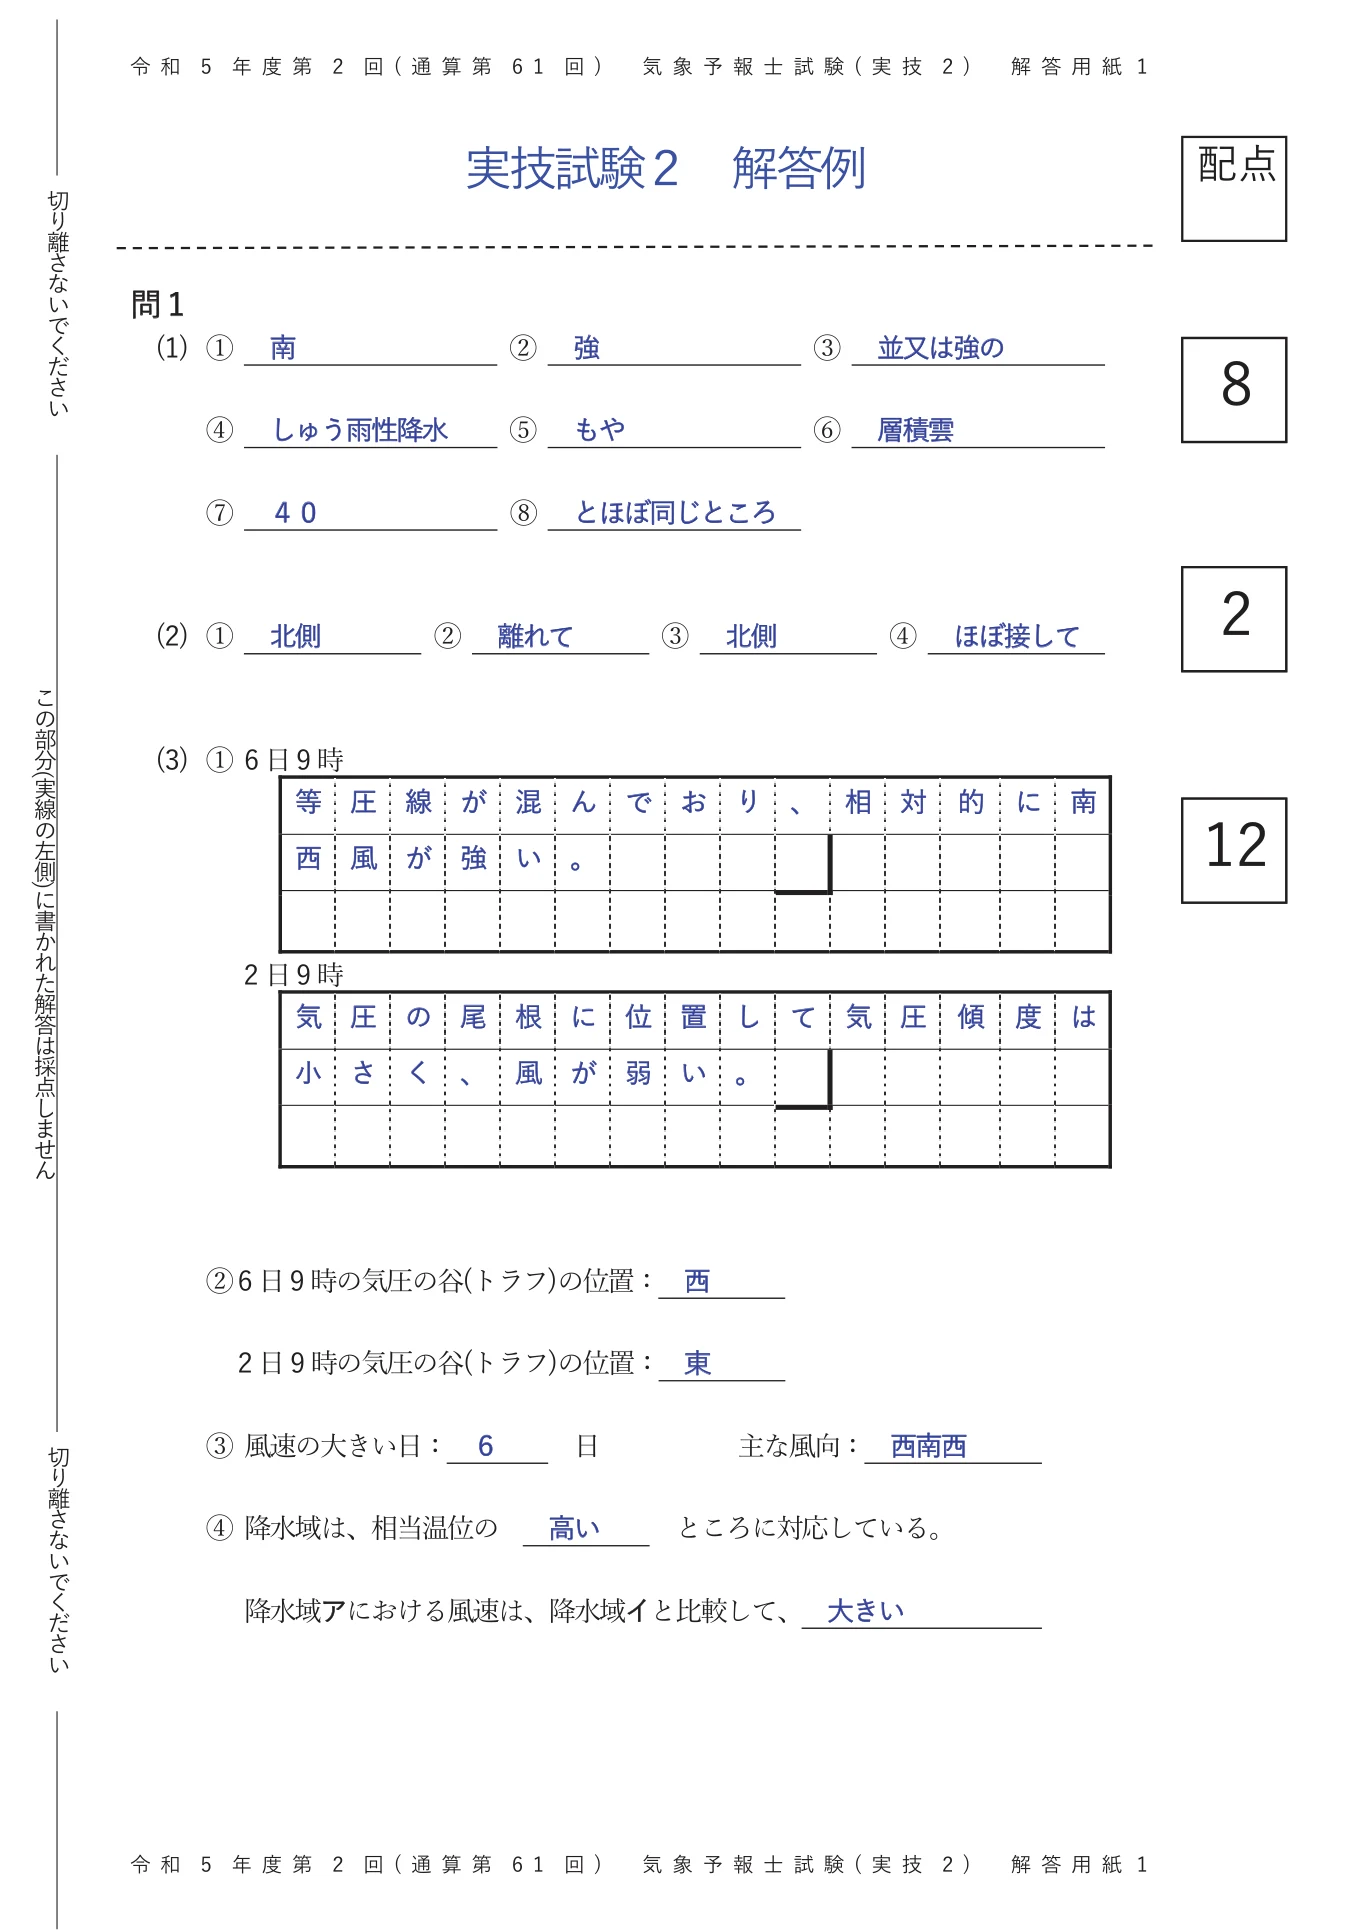 令和5年度第2回(通算第61回)　気象予報士試験(実技2)　解答用紙1
実技試験２　解答例
配点
問1
(1) ① 南 ② 強 ③ 並又は強の
8
④ しゅう雨性降水 ⑤ もや ⑥ 層積雲
⑦ ４０ ⑧ とほぼ同じところ
(2) ① 北側 ② 離れて ③ 北側 ④ ほぼ接して
2
(3) ① 6日9時
等圧線が混んでおり、相対的に南
西風が強い。
12
2日9時
気圧の尾根に位置して気圧傾度は
小さく、風が弱い。
②6日9時の気圧の谷(トラフ)の位置： 西
2日9時の気圧の谷(トラフ)の位置： 東
③ 風速の大きい日： 6 日　主な風向： 西南西
④ 降水域は、相当温位の 高い ところに対応している。
降水域アにおける風速は、降水域イと比較して、 大きい
令和5年度第2回(通算第61回)　気象予報士試験(実技2)　解答用紙1
切り離さないでください
この部分(実線の左側)に書かれた解答は採点しません
切り離さないでください